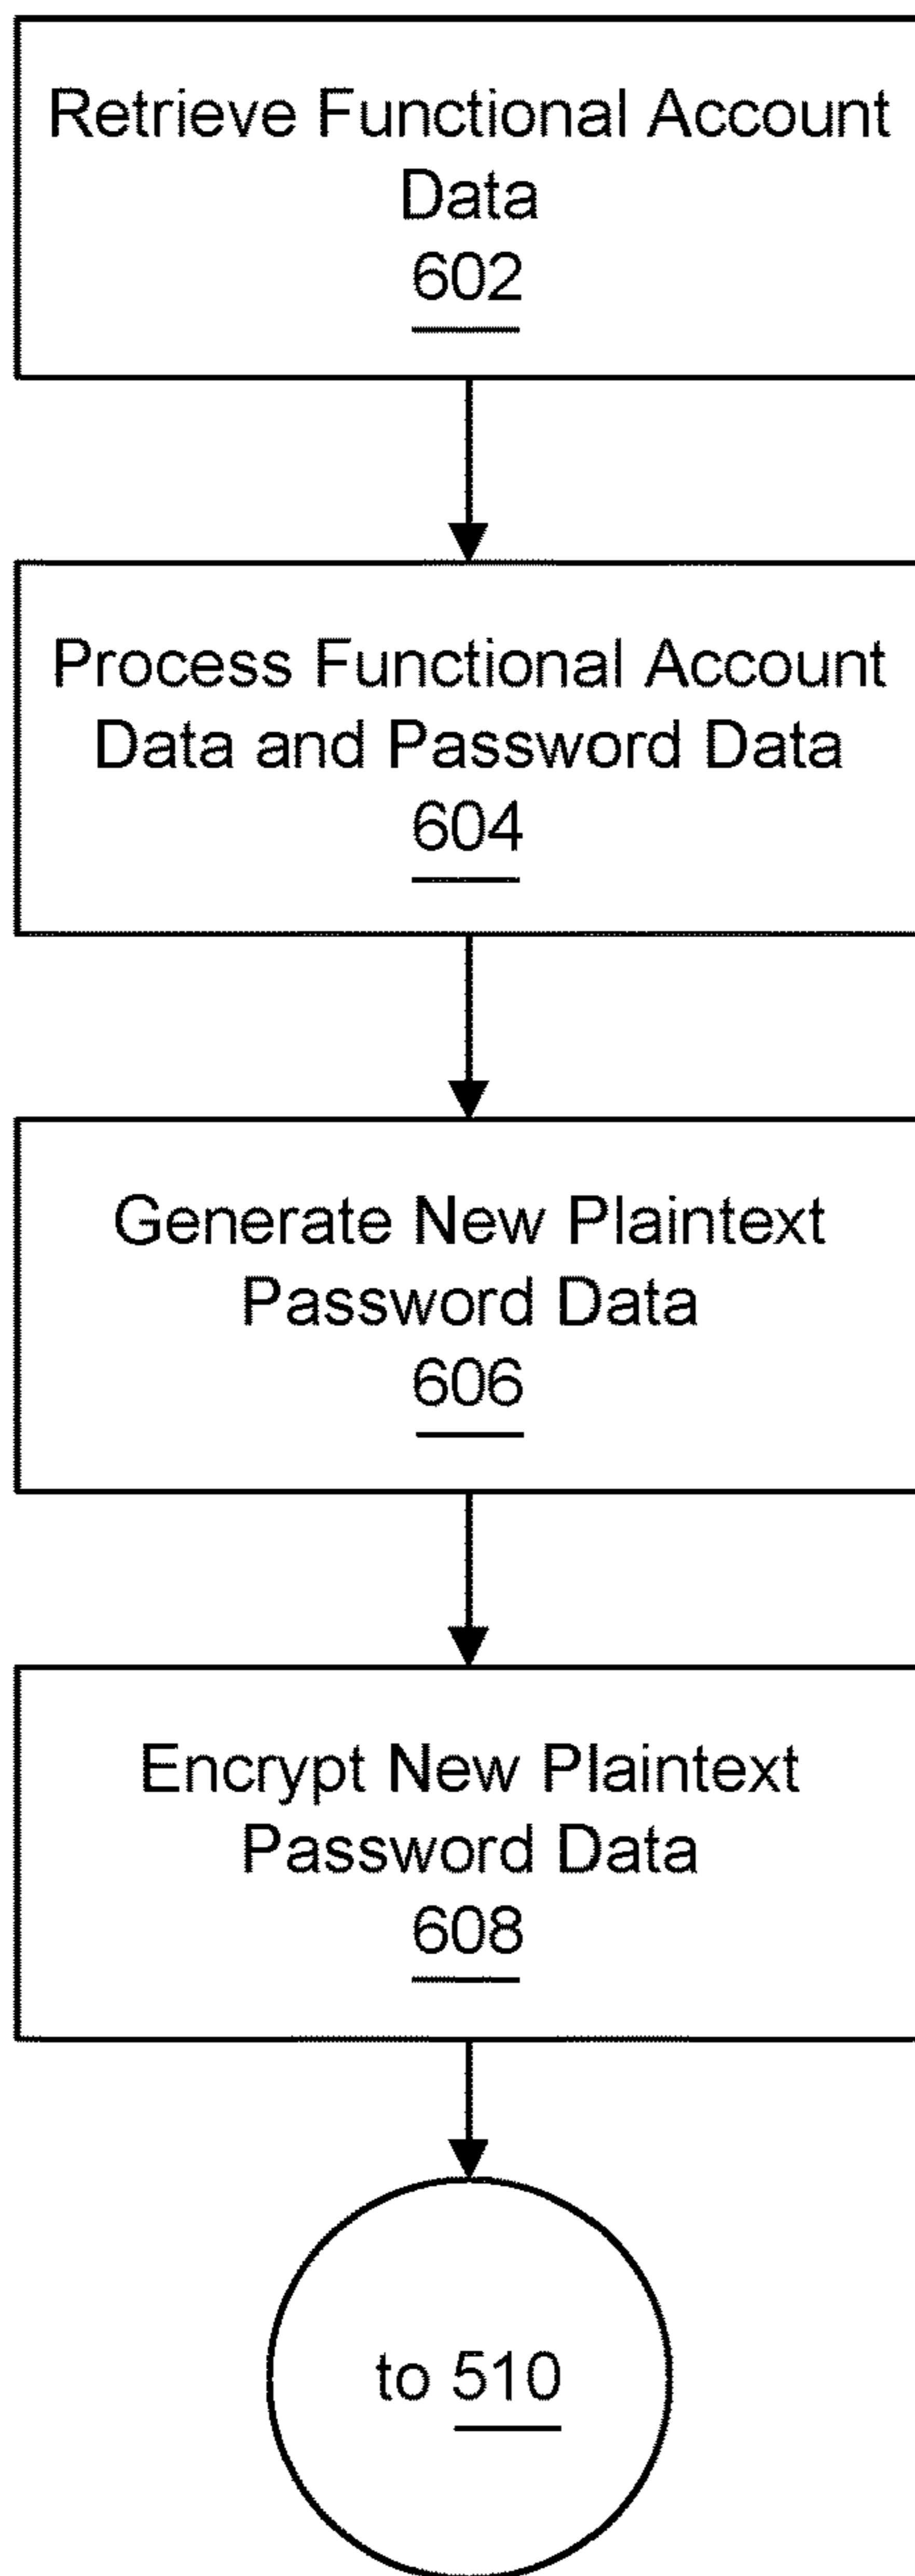 Retrieve Functional Account
Data
602
Process Functional Account
Data and Password Data
604
Generate New Plaintext
Password Data
606
Encrypt New Plaintext
Password Data
608
to 510